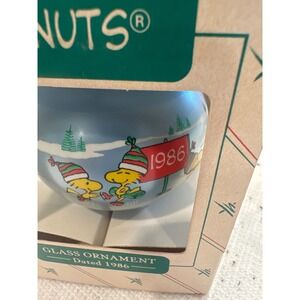 NUTS®
1986
GLASS ORNAMENT
Dated 1986